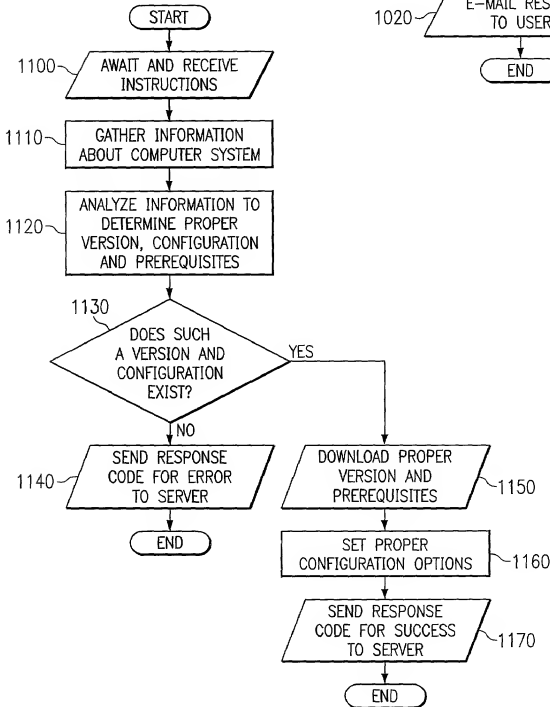 START
1100
AWAIT AND RECEIVE
INSTRUCTIONS
1110
GATHER INFORMATION
ABOUT COMPUTER SYSTEM
1120
ANALYZE INFORMATION TO
DETERMINE PROPER
VERSION, CONFIGURATION
AND PREREQUISITES
1130
DOES SUCH
A VERSION AND
CONFIGURATION
EXIST?
YES
NO
1140
SEND RESPONSE
CODE FOR ERROR
TO SERVER
END
DOWNLOAD PROPER
VERSION AND
PREREQUISITES
1150
SET PROPER
CONFIGURATION OPTIONS
1160
SEND RESPONSE
CODE FOR SUCCESS
TO SERVER
1170
END
1020
E-MAIL RES
TO USER
END